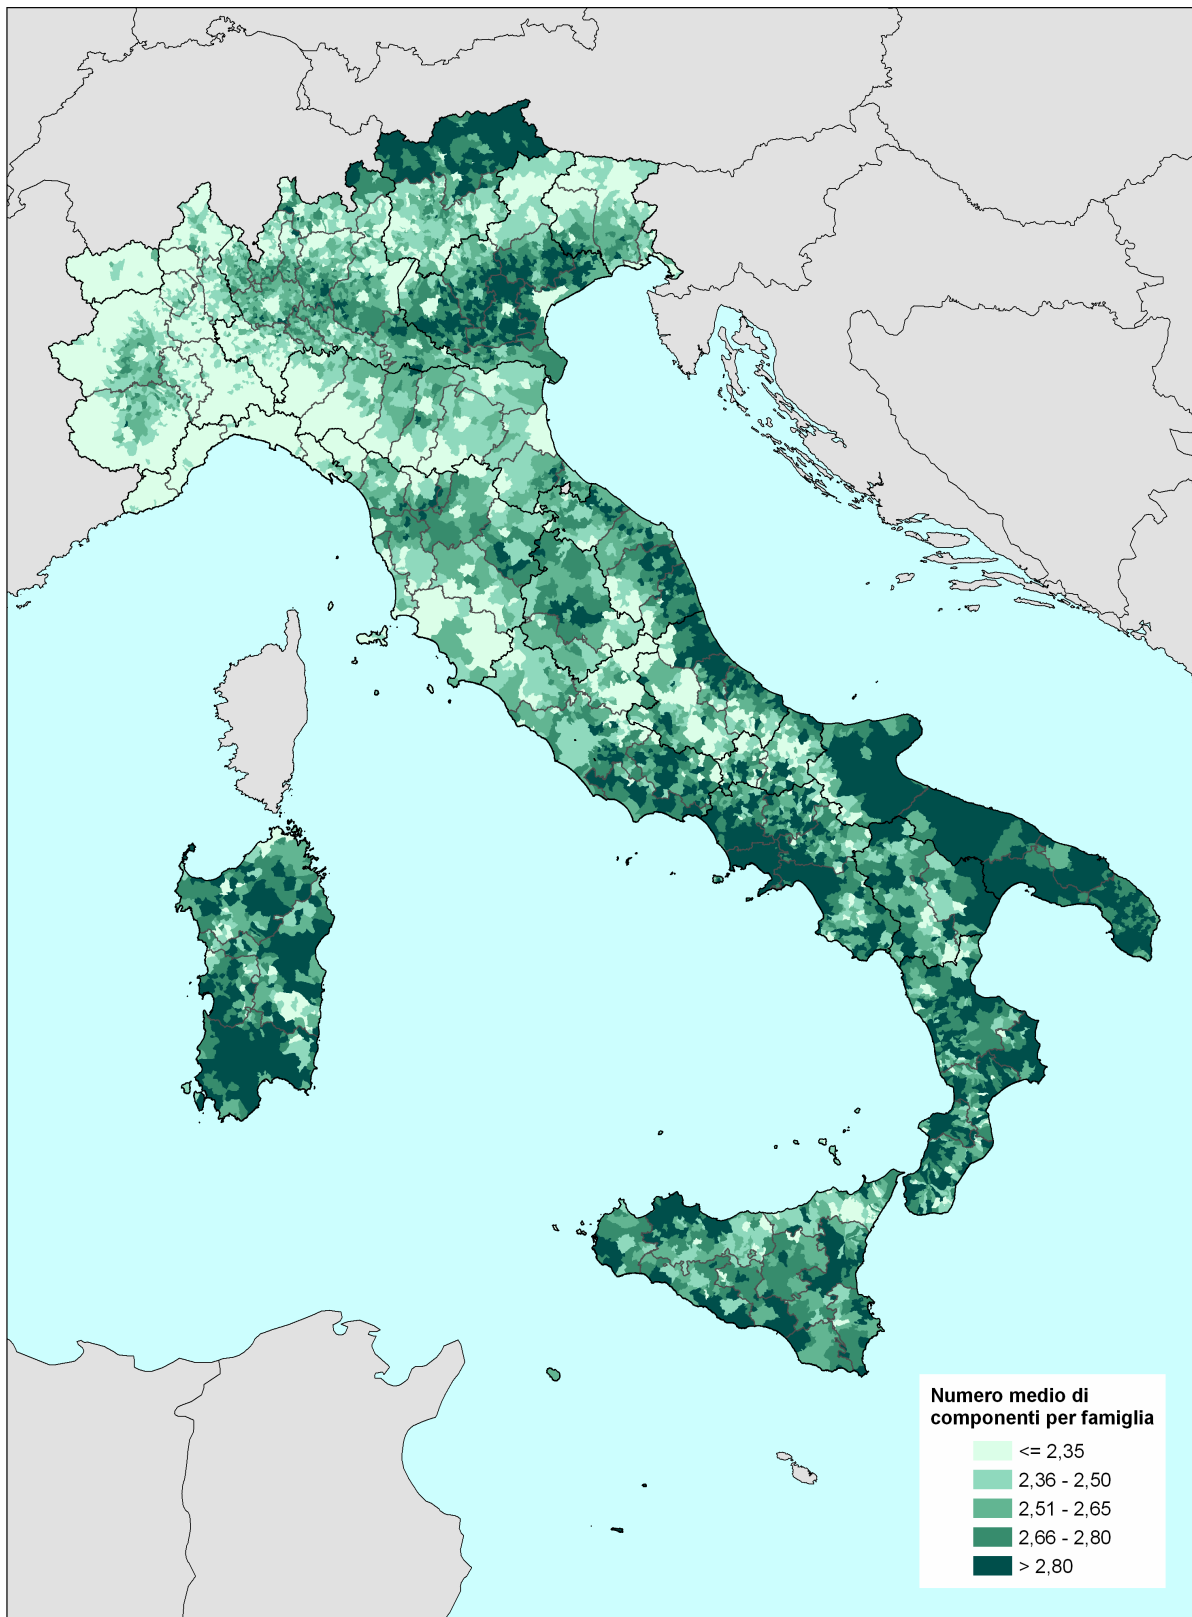 Numero medio di
componenti per famiglia
<= 2,35
2,36 - 2,50
2,51 - 2,65
2,66 - 2,80
> 2,80